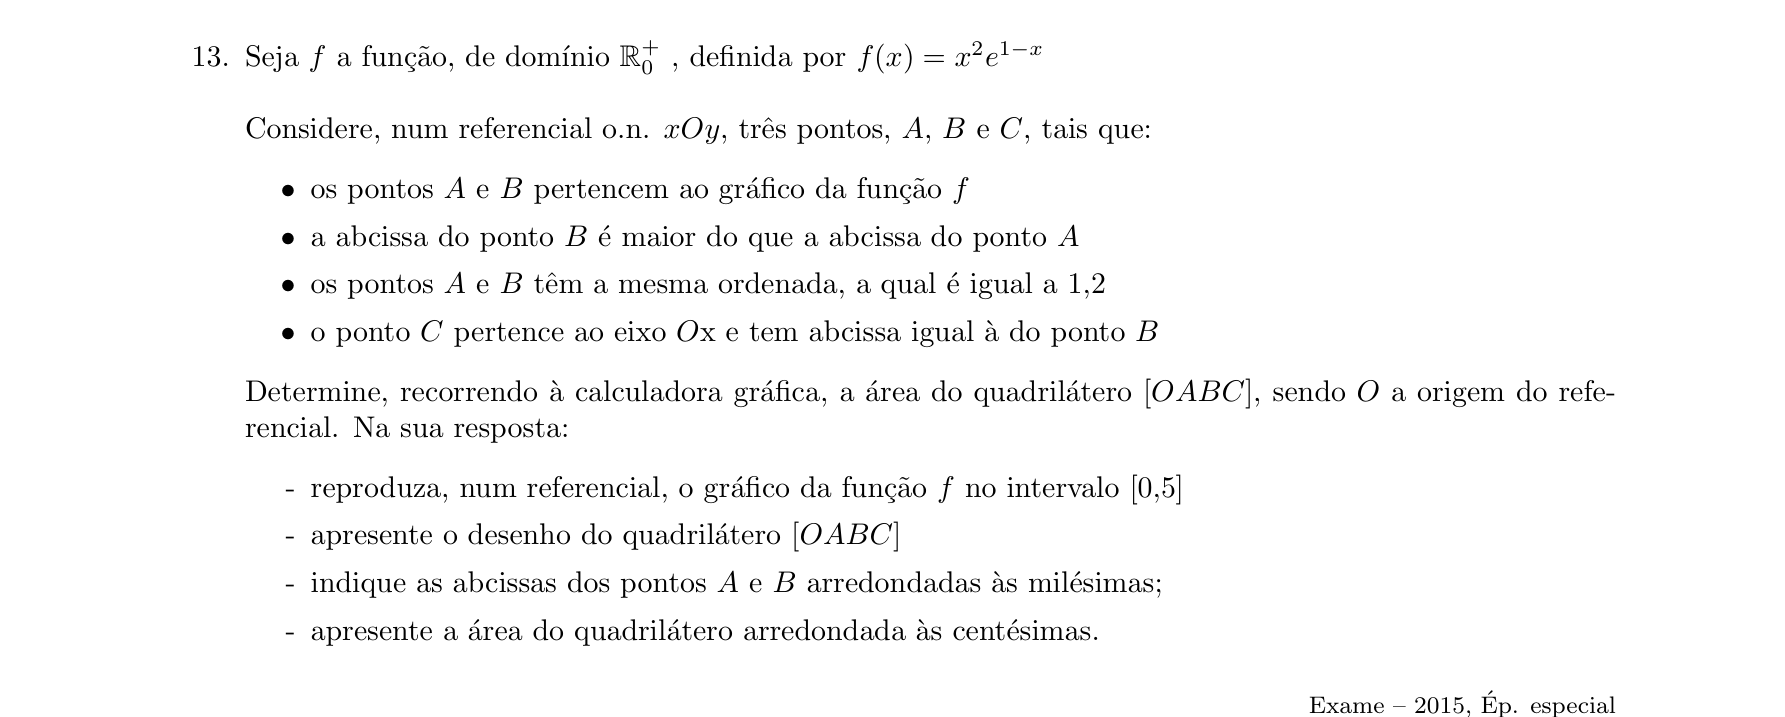 13. Seja f a função, de domínio ℝ₀⁺ , definida por f(x) = x²e¹⁻ˣ
Considere, num referencial o.n. xOy, três pontos, A, B e C, tais que:
• os pontos A e B pertencem ao gráfico da função f
• a abcissa do ponto B é maior do que a abcissa do ponto A
• os pontos A e B têm a mesma ordenada, a qual é igual a 1,2
• o ponto C pertence ao eixo Ox e tem abcissa igual à do ponto B
Determine, recorrendo à calculadora gráfica, a área do quadrilátero [OABC], sendo O a origem do refe-
rencial. Na sua resposta:
- reproduza, num referencial, o gráfico da função f no intervalo [0,5]
- apresente o desenho do quadrilátero [OABC]
- indique as abcissas dos pontos A e B arredondadas às milésimas;
- apresente a área do quadrilátero arredondada às centésimas.
Exame – 2015, Ép. especial